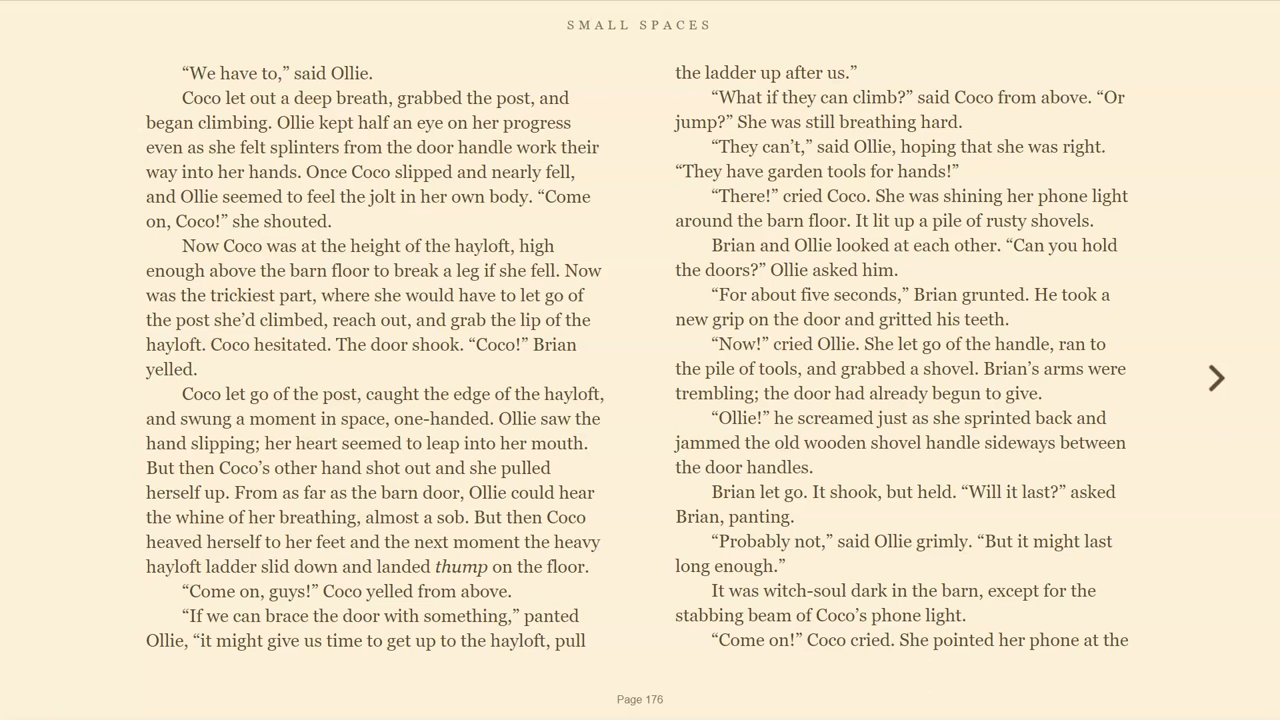 SMALL SPACES
“We have to,” said Ollie.
Coco let out a deep breath, grabbed the post, and
began climbing. Ollie kept half an eye on her progress
even as she felt splinters from the door handle work their
way into her hands. Once Coco slipped and nearly fell,
and Ollie seemed to feel the jolt in her own body. “Come
on, Coco!” she shouted.
Now Coco was at the height of the hayloft, high
enough above the barn floor to break a leg if she fell. Now
was the trickiest part, where she would have to let go of
the post she’d climbed, reach out, and grab the lip of the
hayloft. Coco hesitated. The door shook. “Coco!” Brian
yelled.
Coco let go of the post, caught the edge of the hayloft,
and swung a moment in space, one-handed. Ollie saw the
hand slipping; her heart seemed to leap into her mouth.
But then Coco’s other hand shot out and she pulled
herself up. From as far as the barn door, Ollie could hear
the whine of her breathing, almost a sob. But then Coco
heaved herself to her feet and the next moment the heavy
hayloft ladder slid down and landed thump on the floor.
“Come on, guys!” Coco yelled from above.
“If we can brace the door with something,” panted
Ollie, “it might give us time to get up to the hayloft, pull
the ladder up after us.”
“What if they can climb?” said Coco from above. “Or
jump?” She was still breathing hard.
“They can’t,” said Ollie, hoping that she was right.
“They have garden tools for hands!”
“There!” cried Coco. She was shining her phone light
around the barn floor. It lit up a pile of rusty shovels.
Brian and Ollie looked at each other. “Can you hold
the doors?” Ollie asked him.
“For about five seconds,” Brian grunted. He took a
new grip on the door and gritted his teeth.
“Now!” cried Ollie. She let go of the handle, ran to
the pile of tools, and grabbed a shovel. Brian’s arms were
trembling; the door had already begun to give.
“Ollie!” he screamed just as she sprinted back and
jammed the old wooden shovel handle sideways between
the door handles.
Brian let go. It shook, but held. “Will it last?” asked
Brian, panting.
“Probably not,” said Ollie grimly. “But it might last
long enough.”
It was witch-soul dark in the barn, except for the
stabbing beam of Coco’s phone light.
“Come on!” Coco cried. She pointed her phone at the
Page 176